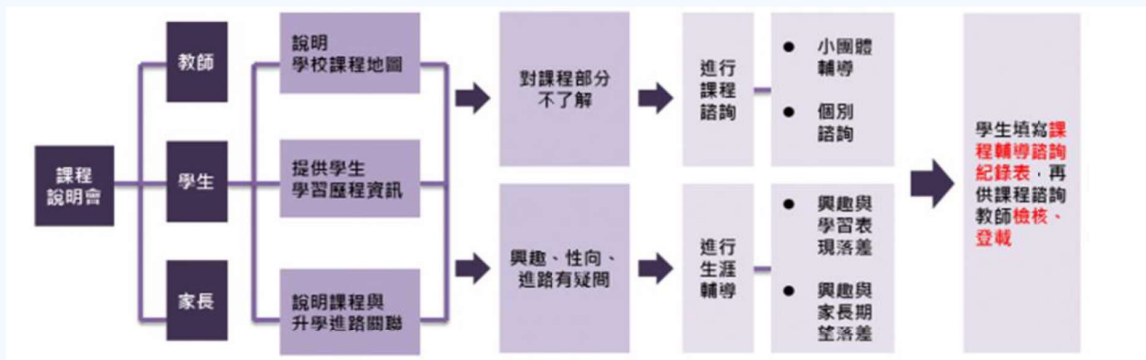 課程
說明會
教師
學生
家長
說明
學校課程地圖
提供學生
學習歷程資訊
說明課程與
升學進路關聯
對課程部分
不了解
興趣、性向、
進路有疑問
進行
課程
諮詢
進行
生涯
輔導
● 小團體
輔導
● 個別
諮詢
● 興趣與
學習表
現落差
● 興趣與
家長期
望落差
學生填寫課
程輔導諮詢
紀錄表，再
供課程諮詢
教師檢核、
登載